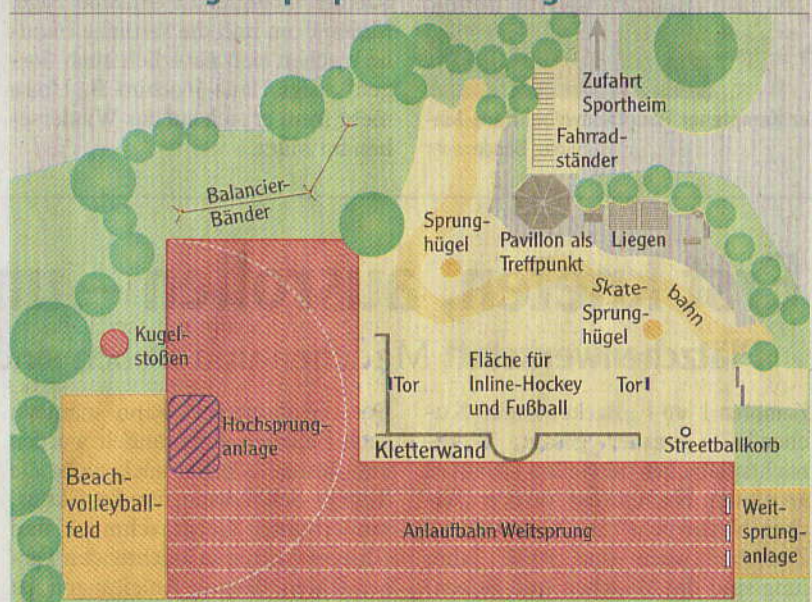 Zufahrt
Sportheim
Fahrrad-
ständer
Balancier-
Bänder
Sprung-
hügel
Pavillon als
Treffpunkt
Liegen
Skate-
bahn
Sprung-
hügel
Kugel-
stoßen
Tor
Fläche für
Inline-Hockey
und Fußball
Tor
Hochsprung-
anlage
Kletterwand
Streetballkorb
Beach-
volleyball-
feld
Anlaufbahn Weitsprung
Weit-
sprung-
anlage